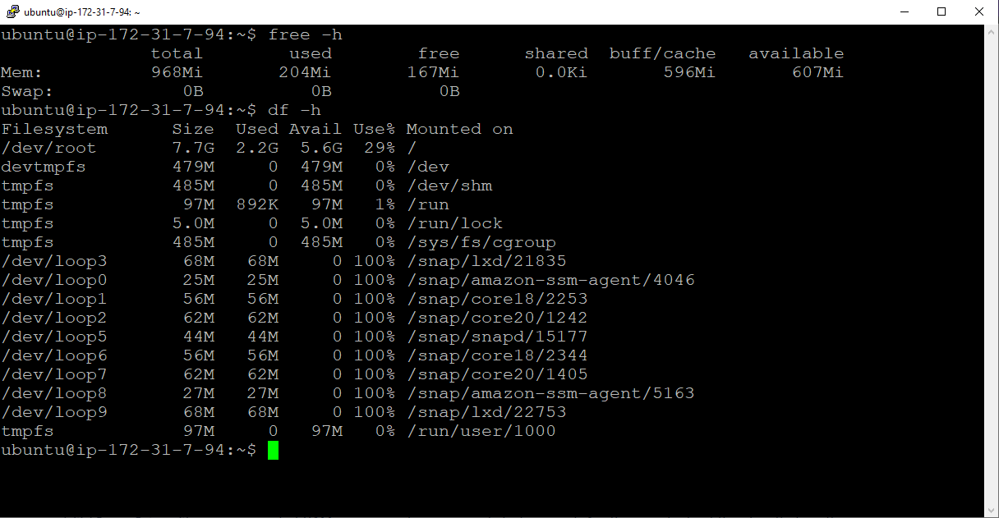 ubuntu@ip-172-31-7-94: ~
ubuntu@ip-172-31-7-94:~$ free -h
              total        used        free      shared  buff/cache   available
Mem:          968Mi       204Mi       167Mi       0.0Ki       596Mi       607Mi
Swap:            0B          0B          0B
ubuntu@ip-172-31-7-94:~$ df -h
Filesystem      Size  Used Avail Use% Mounted on
/dev/root       7.7G  2.2G  5.6G  29% /
devtmpfs        479M     0  479M   0% /dev
tmpfs           485M     0  485M   0% /dev/shm
tmpfs            97M  892K   97M   1% /run
tmpfs           5.0M     0  5.0M   0% /run/lock
tmpfs           485M     0  485M   0% /sys/fs/cgroup
/dev/loop3       68M   68M     0 100% /snap/lxd/21835
/dev/loop0       25M   25M     0 100% /snap/amazon-ssm-agent/4046
/dev/loop1       56M   56M     0 100% /snap/core18/2253
/dev/loop2       62M   62M     0 100% /snap/core20/1242
/dev/loop5       44M   44M     0 100% /snap/snapd/15177
/dev/loop6       56M   56M     0 100% /snap/core18/2344
/dev/loop7       62M   62M     0 100% /snap/core20/1405
/dev/loop8       27M   27M     0 100% /snap/amazon-ssm-agent/5163
/dev/loop9       68M   68M     0 100% /snap/lxd/22753
tmpfs            97M     0   97M   0% /run/user/1000
ubuntu@ip-172-31-7-94:~$